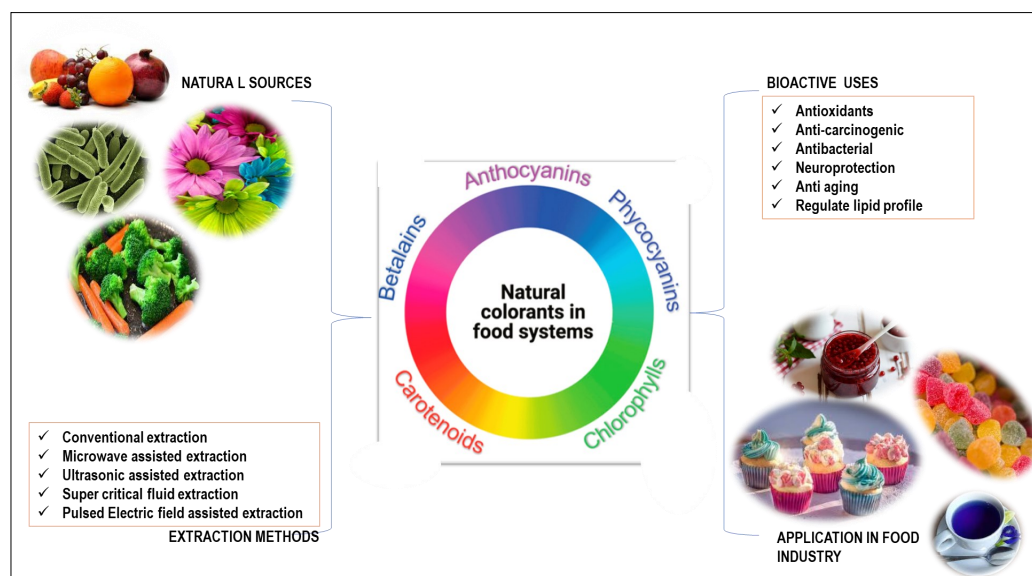 NATURA L SOURCES
BIOACTIVE USES
✓ Antioxidants
✓ Anti-carcinogenic
✓ Antibacterial
✓ Neuroprotection
✓ Anti aging
✓ Regulate lipid profile
Anthocyanins
Phycocyanins
Betalains
Natural
colorants in
food systems
Carotenoids
Chlorophylls
✓ Conventional extraction
✓ Microwave assisted extraction
✓ Ultrasonic assisted extraction
✓ Super critical fluid extraction
✓ Pulsed Electric field assisted extraction
EXTRACTION METHODS
APPLICATION IN FOOD
INDUSTRY